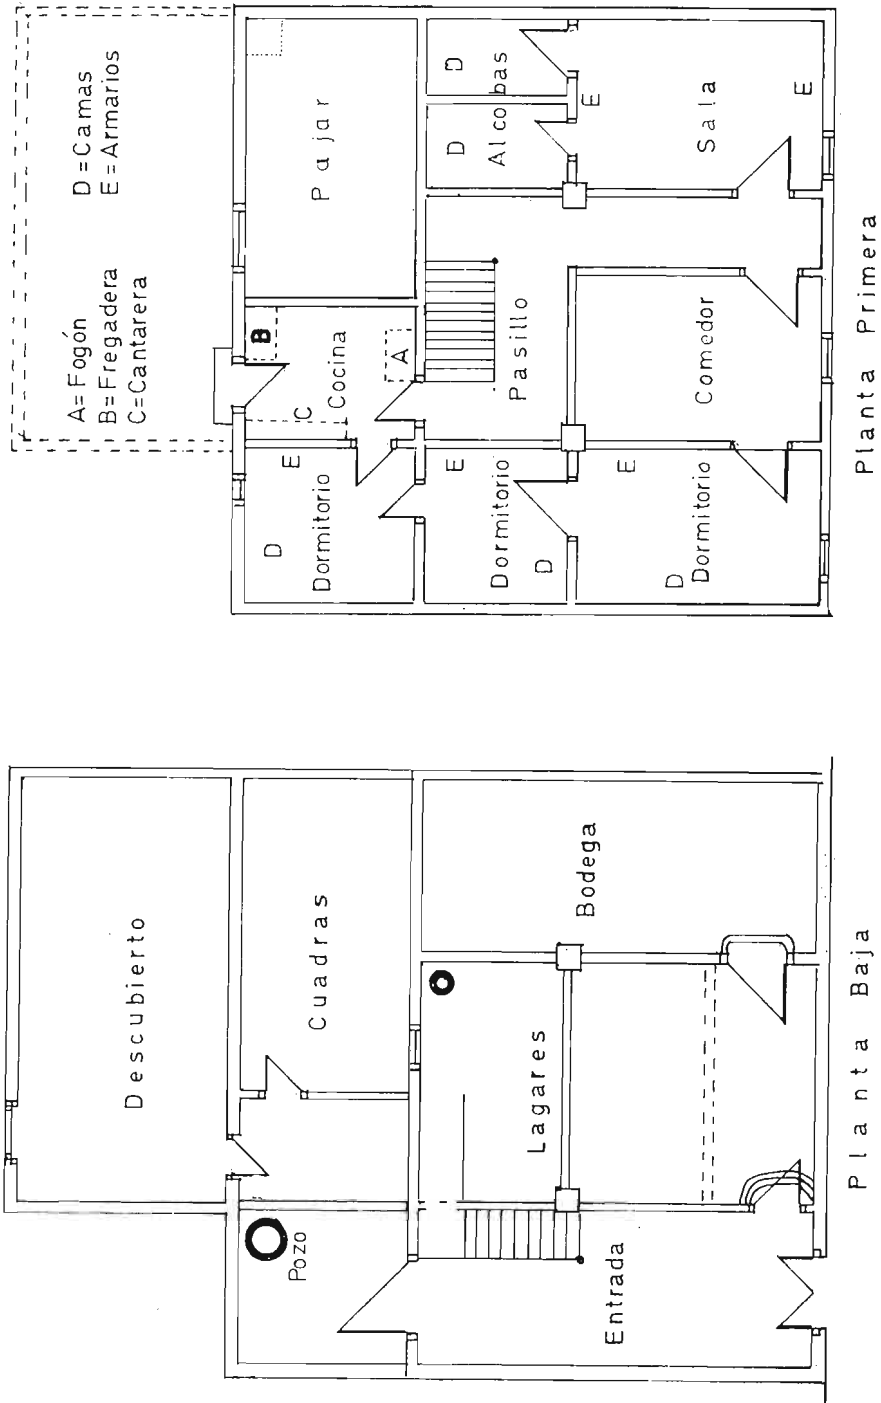 A=Fogón
B=Fregadera
C=Cantarera
D=Camas
E=Armarios
Pajar
D
D
Alcobas
E
E
Sala
B
Cocina
A
C
Pasillo
Comedor
E
D
Dormitorio
E
Dormitorio
D
E
D
Dormitorio
Planta Primera
Descubierto
Cuadras
Bodega
Lagares
Pozo
Entrada
Planta Baja